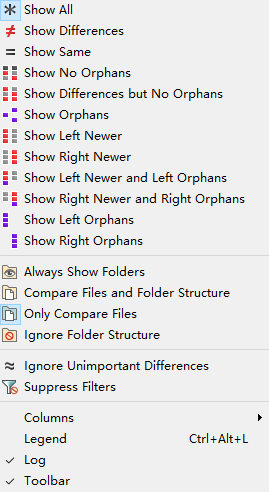 Show All
Show Differences
Show Same
Show No Orphans
Show Differences but No Orphans
Show Orphans
Show Left Newer
Show Right Newer
Show Left Newer and Left Orphans
Show Right Newer and Right Orphans
Show Left Orphans
Show Right Orphans
Always Show Folders
Compare Files and Folder Structure
Only Compare Files
Ignore Folder Structure
Ignore Unimportant Differences
Suppress Filters
Columns
Legend Ctrl+Alt+L
Log
Toolbar